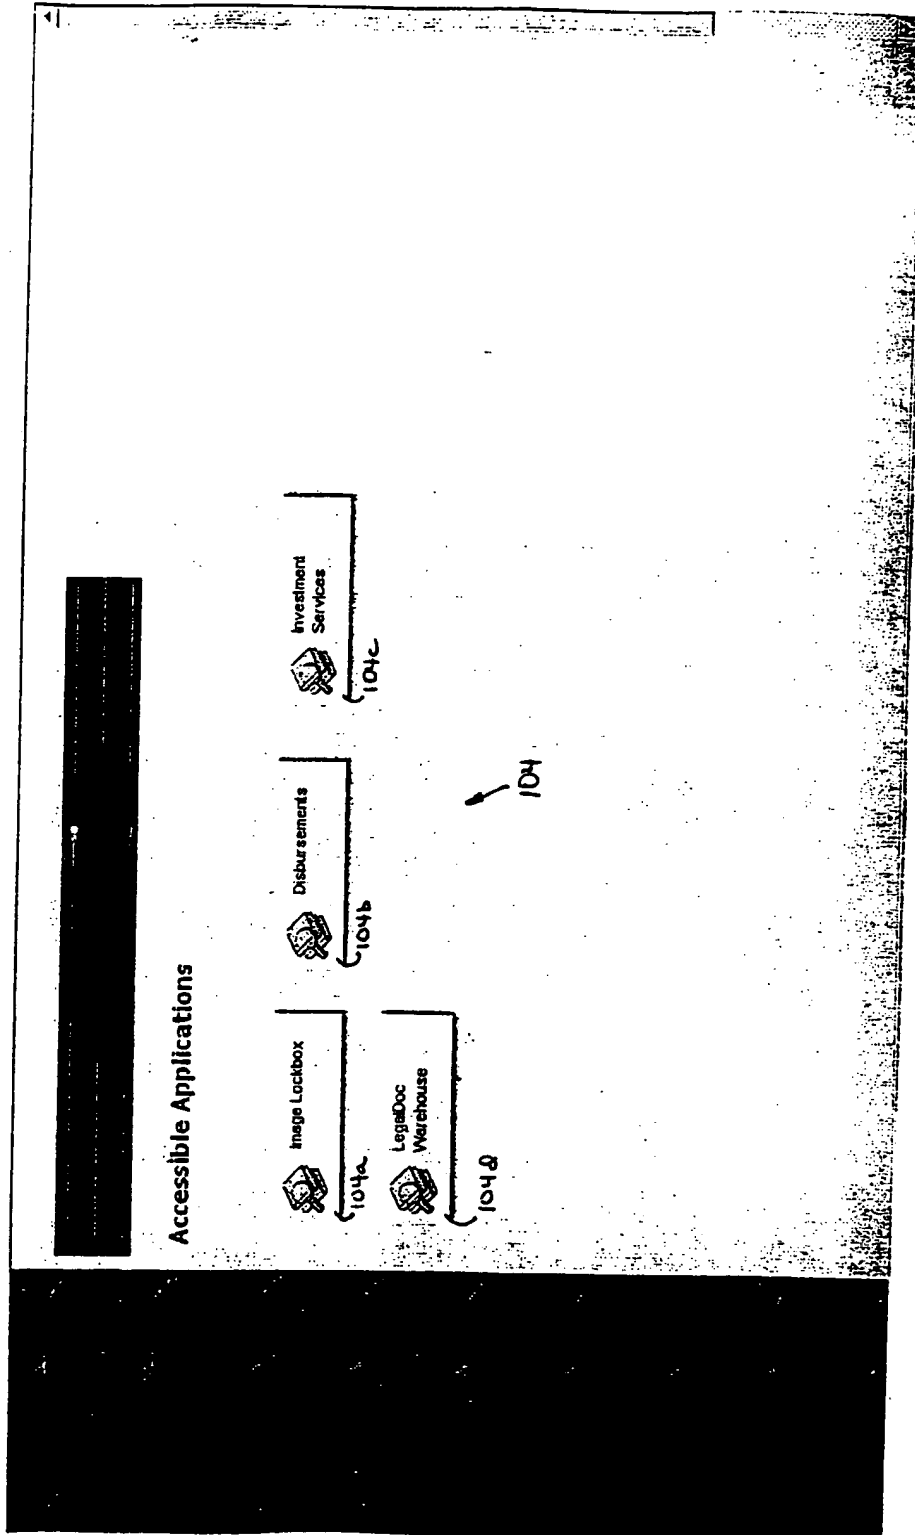 Accessible Applications
Image Lockbox
104a
Disbursements
104b
Investment
Services
104c
LegalDoc
Warehouse
104d
104